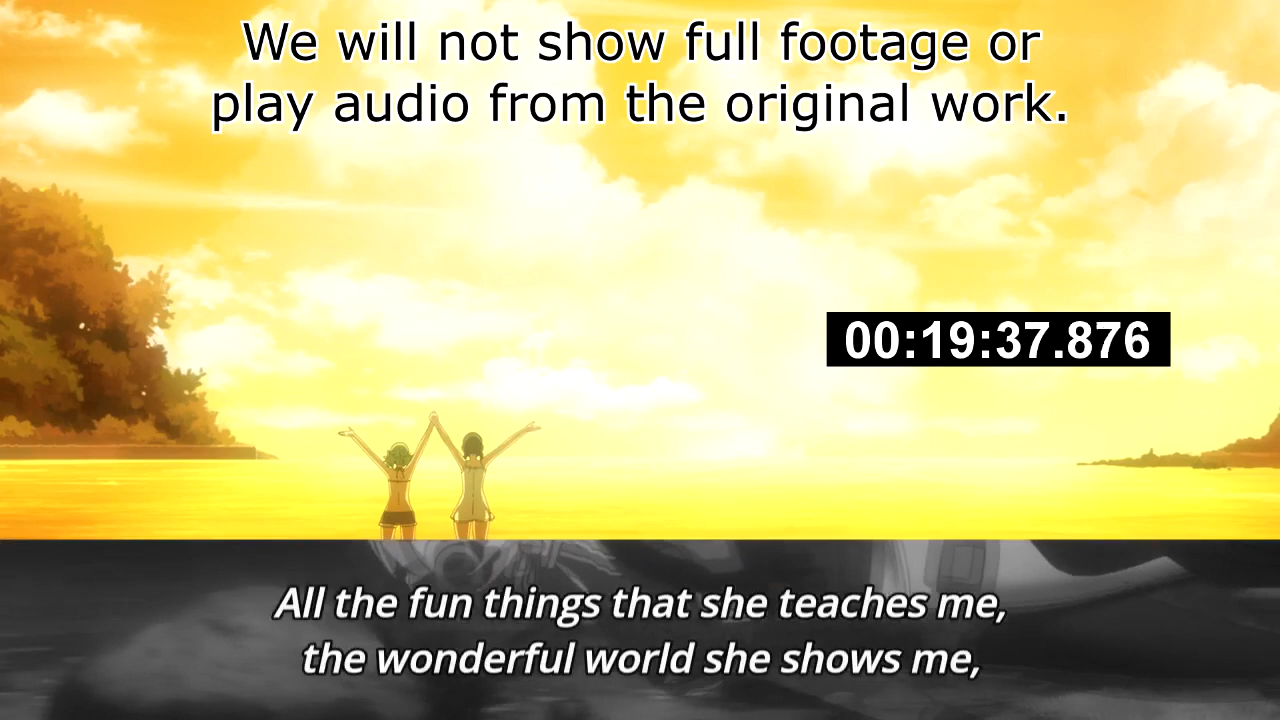 We will not show full footage or
play audio from the original work.
00:19:37.876
All the fun things that she teaches me,
the wonderful world she shows me,